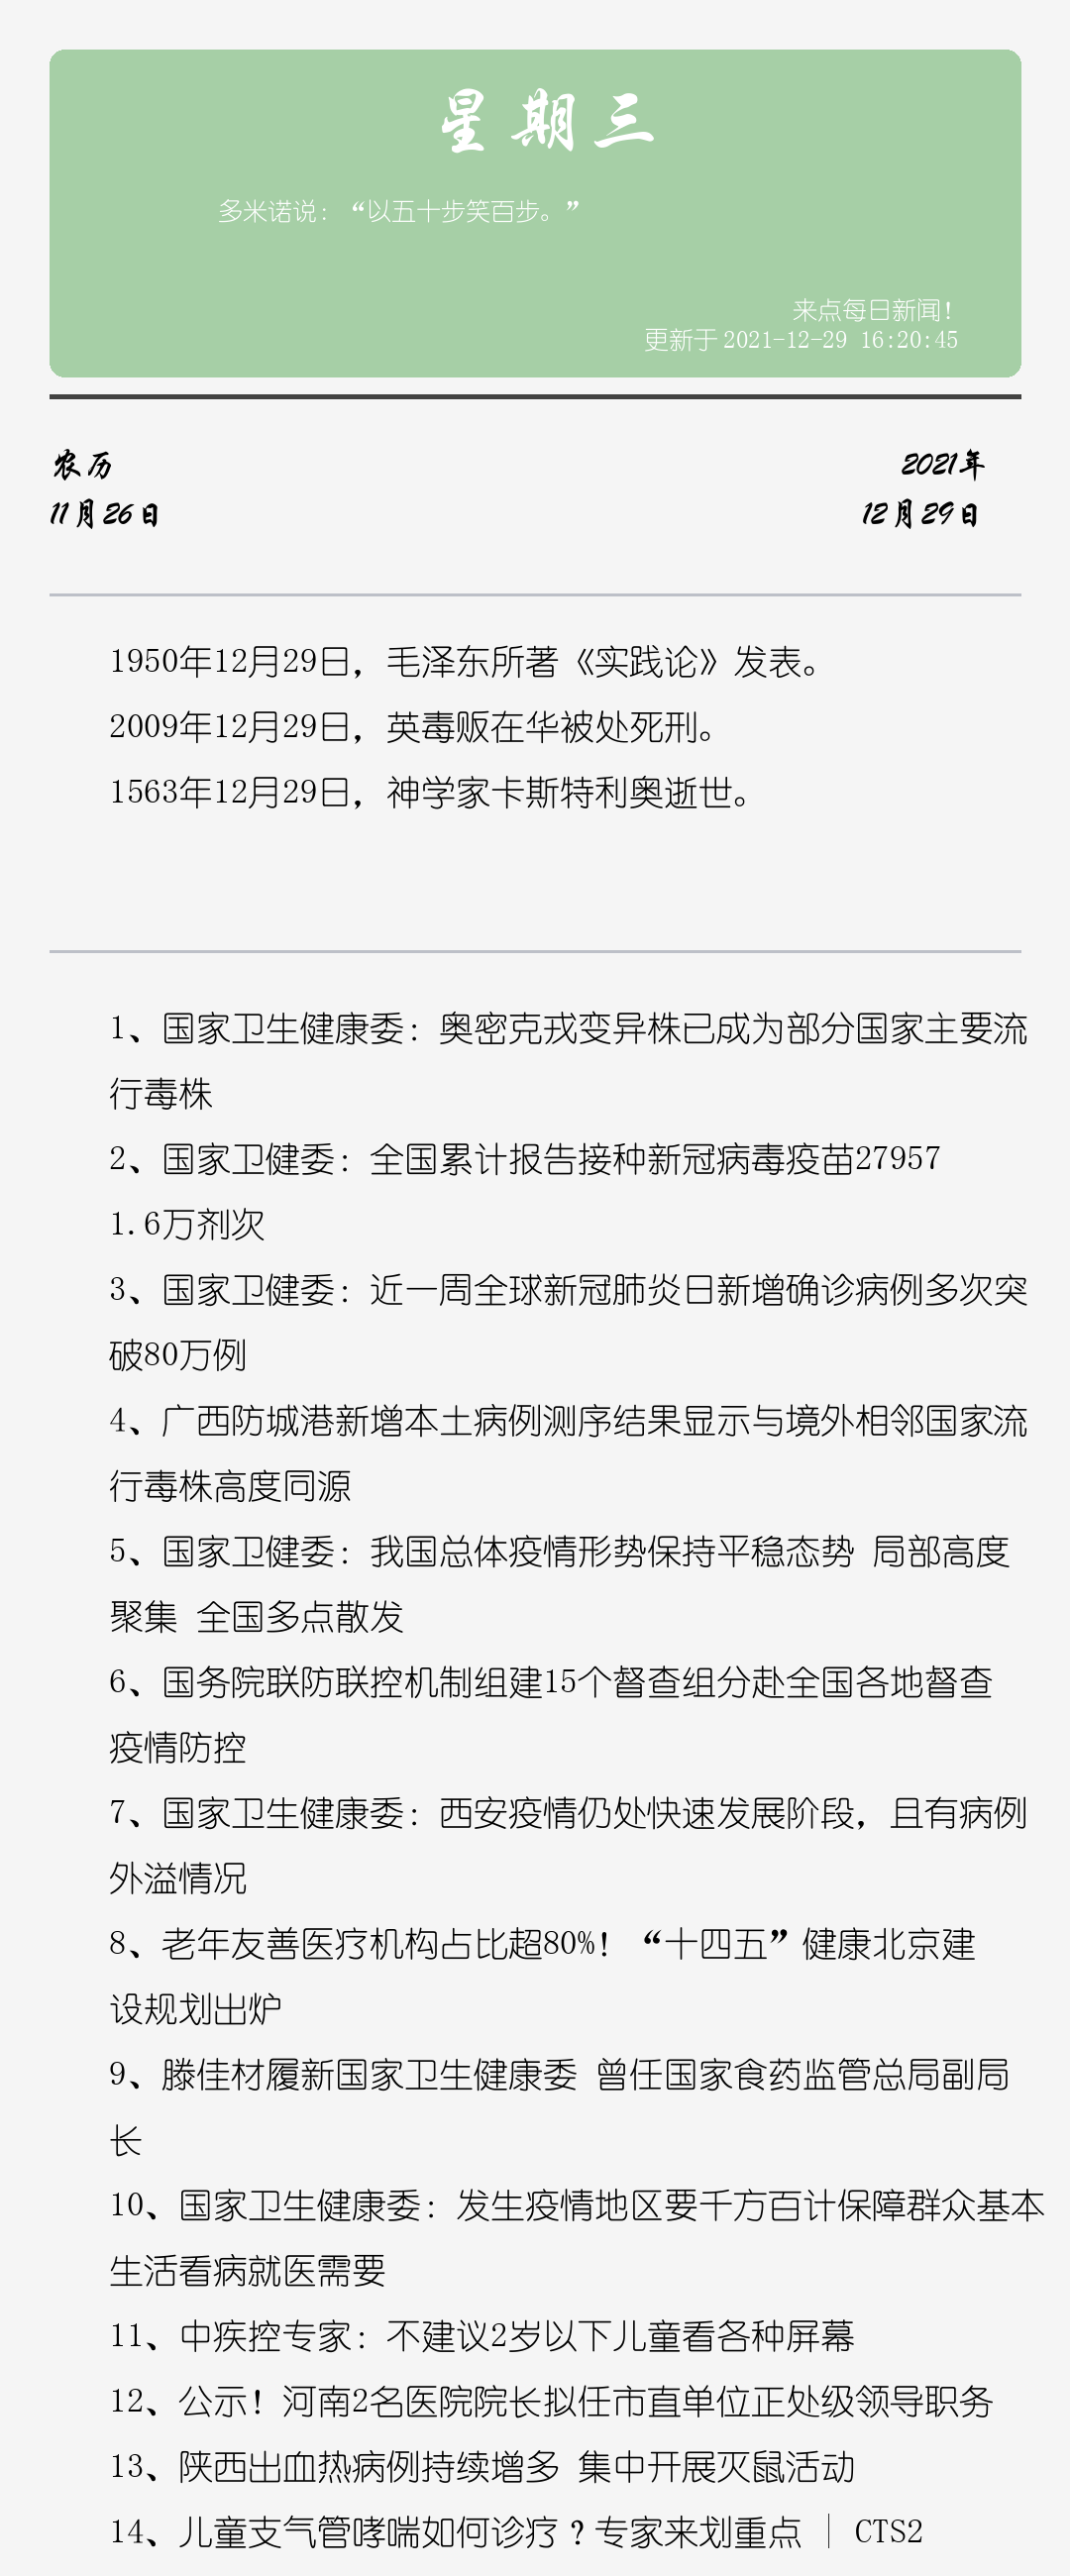 星期三
多米诺说：“以五十步笑百步。”
来点每日新闻！
更新于2021-12-29 16:20:45
农历
2021年
11月26日
12月29日
1950年12月29日，毛泽东所著《实践论》发表。
2009年12月29日，英毒贩在华被处死刑。
1563年12月29日，神学家卡斯特利奥逝世。
1、国家卫生健康委：奥密克戎变异株已成为部分国家主要流
行毒株
2、国家卫健委：全国累计报告接种新冠病毒疫苗27957
1.6万剂次
3、国家卫健委：近一周全球新冠肺炎日新增确诊病例多次突
破80万例
4、广西防城港新增本土病例测序结果显示与境外相邻国家流
行毒株高度同源
5、国家卫健委：我国总体疫情形势保持平稳态势 局部高度
聚集 全国多点散发
6、国务院联防联控机制组建15个督查组分赴全国各地督查
疫情防控
7、国家卫生健康委：西安疫情仍处快速发展阶段，且有病例
外溢情况
8、老年友善医疗机构占比超80%！“十四五”健康北京建
设规划出炉
9、滕佳材履新国家卫生健康委 曾任国家食药监管总局副局
长
10、国家卫生健康委：发生疫情地区要千方百计保障群众基本
生活看病就医需要
11、中疾控专家：不建议2岁以下儿童看各种屏幕
12、公示！河南2名医院院长拟任市直单位正处级领导职务
13、陕西出血热病例持续增多 集中开展灭鼠活动
14、儿童支气管哮喘如何诊疗？专家来划重点 | CTS2